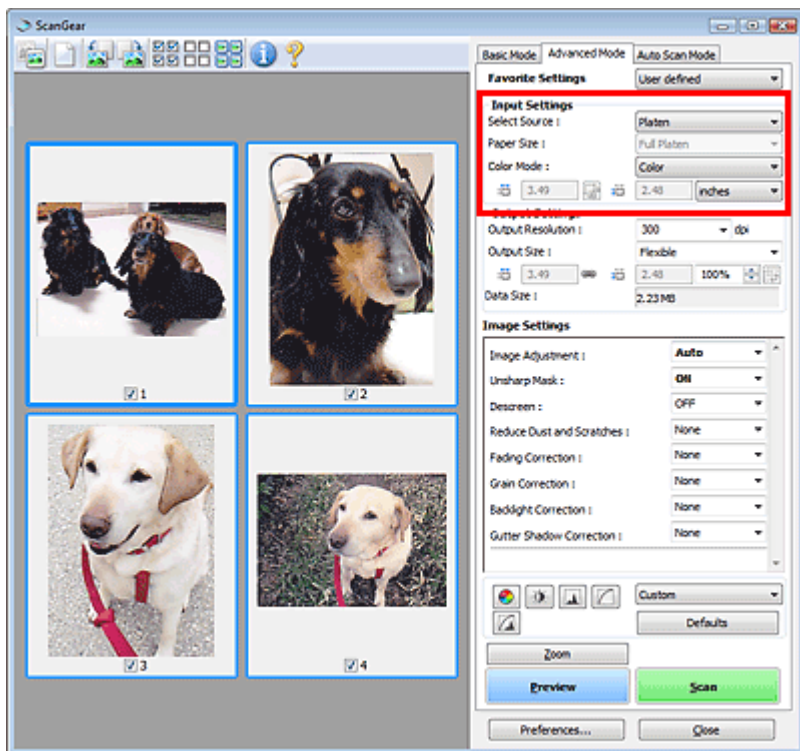 ScanGear
Basic Mode Advanced Mode Auto Scan Mode
Favorite Settings User defined
Input Settings
Select Source : Platen
Paper Size : Full Platen
Color Mode : Color
3.49 2.48 inches
Output Settings
Output Resolution : 300 dpi
Output Size : Flexible
3.49 2.48 100%
Data Size : 2.23 MB
Image Settings
Image Adjustment : Auto
Unsharp Mask : ON
Descreen : OFF
Reduce Dust and Scratches : None
Fading Correction : None
Grain Correction : None
Backlight Correction : None
Gutter Shadow Correction : None
Custom
Defaults
Zoom
Preview Scan
Preferences... Close
1
2
3
4